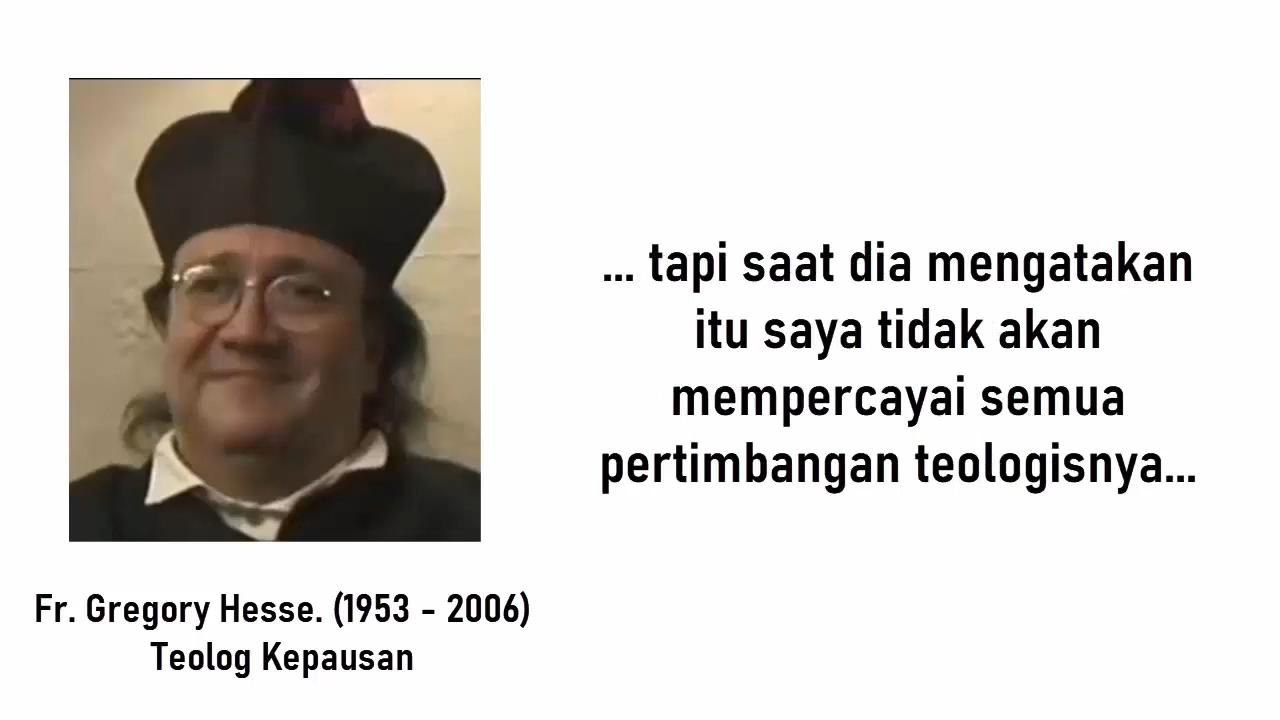 ... tapi saat dia mengatakan
itu saya tidak akan
mempercayai semua
pertimbangan teologisnya...
Fr. Gregory Hesse. (1953 - 2006)
Teolog Kepausan